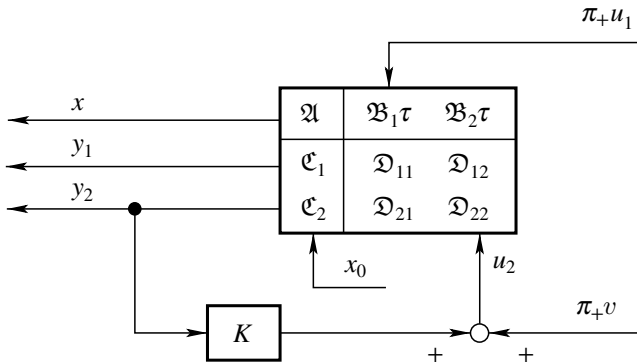 π₊u₁
x
𝔄 𝔅₁τ 𝔅₂τ
y₁
ℭ₁ 𝔇₁₁ 𝔇₁₂
y₂
ℭ₂ 𝔇₂₁ 𝔇₂₂
x₀
u₂
π₊v
K
+ +